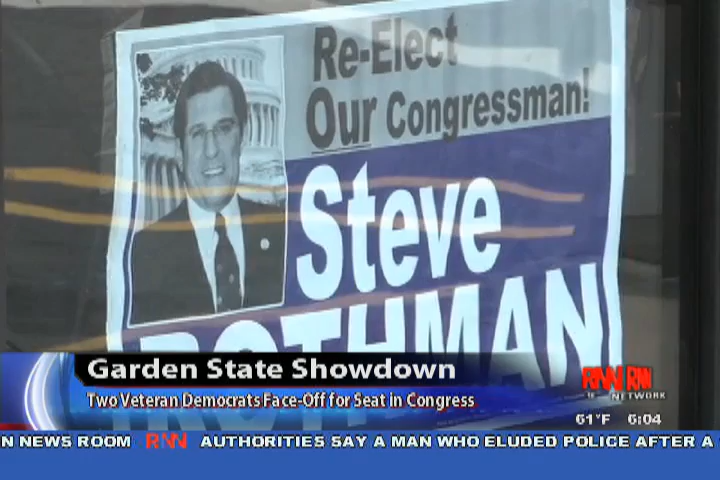 Re-Elect
Our Congressman!
Steve
ROTHMAN
Garden State Showdown
Two Veteran Democrats Face-Off for Seat in Congress
RNN RNN
NETWORK
61°F 6:04
N NEWS ROOM RNN AUTHORITIES SAY A MAN WHO ELUDED POLICE AFTER A